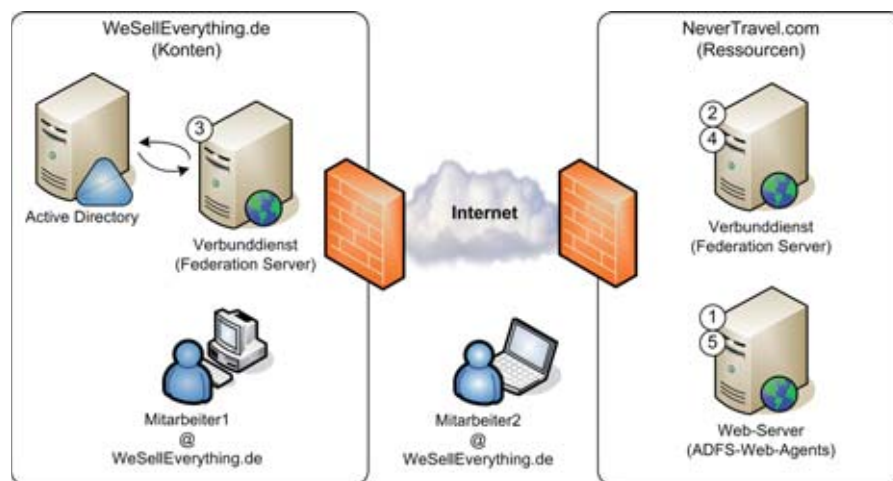 WeSellEverything.de
(Konten)
3
Active Directory
Verbunddienst
(Federation Server)
Mitarbeiter1
@
WeSellEverything.de
Internet
Mitarbeiter2
@
WeSellEverything.de
NeverTravel.com
(Ressourcen)
2
4
Verbunddienst
(Federation Server)
1
5
Web-Server
(ADFS-Web-Agents)